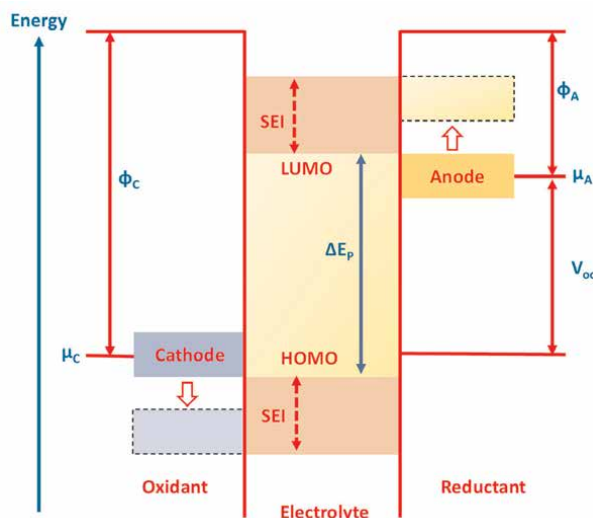 Energy
SEI
ϕA
LUMO
Anode
μA
ϕC
ΔEP
Voc
μC
Cathode
HOMO
SEI
Oxidant
Reductant
Electrolyte